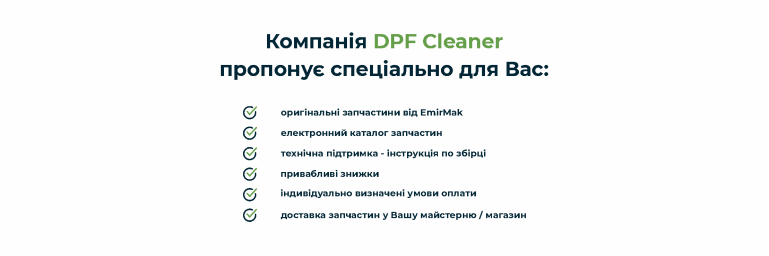 Компанія DPF Cleaner
пропонує спеціально для Вас:
оригінальні запчастини від EmirMak
електронний каталог запчастин
технічна підтримка - інструкція по збірці
привабливі знижки
індивідуально визначені умови оплати
доставка запчастин у Вашу майстерню / магазин